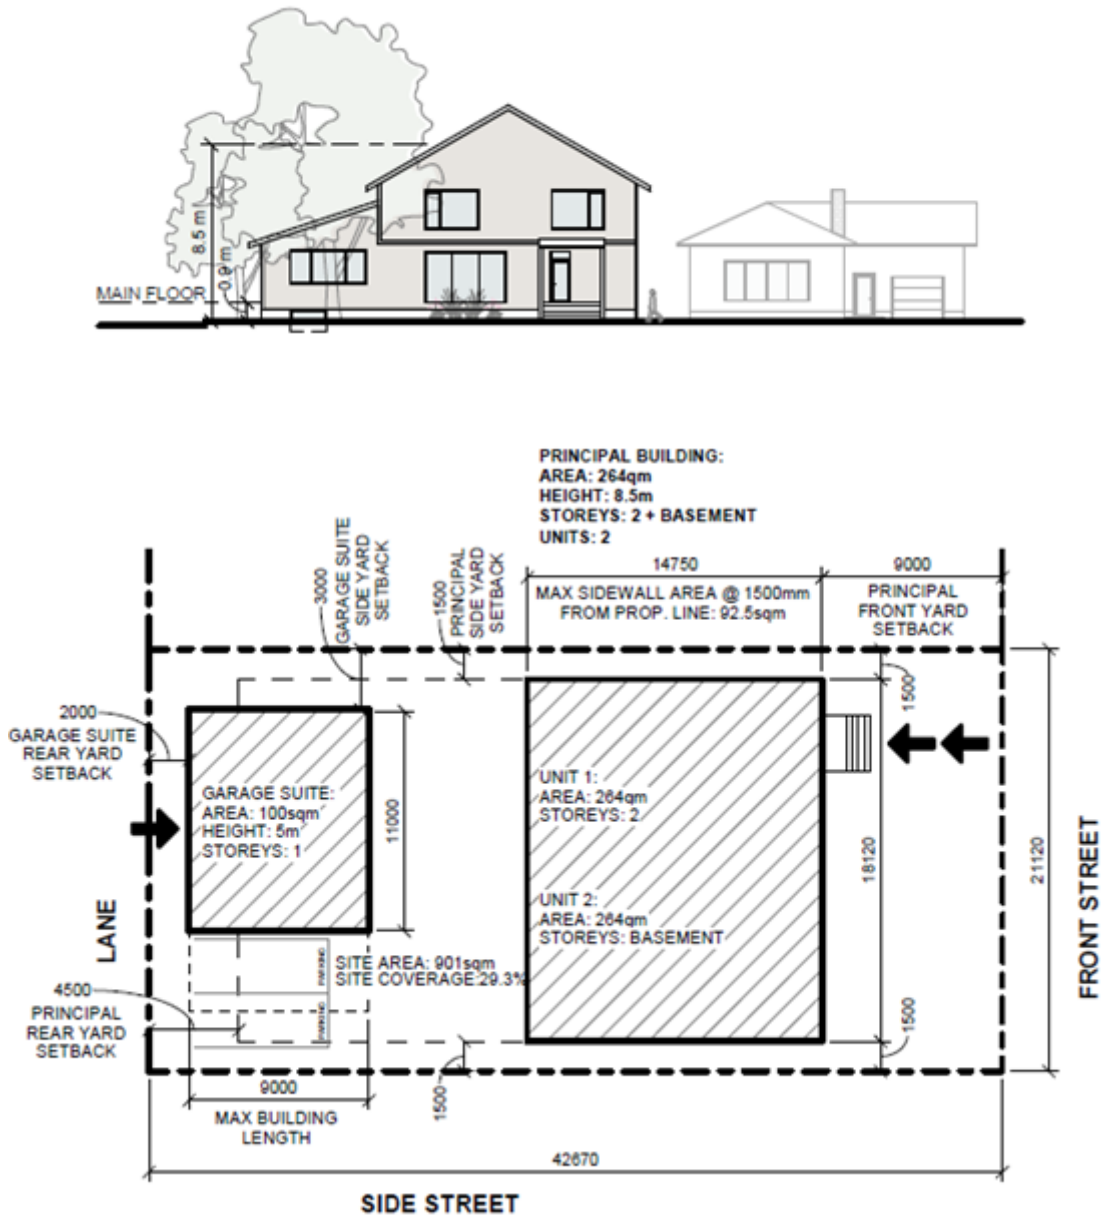 8.5 m
0.9 m
MAIN FLOOR
PRINCIPAL BUILDING:
AREA: 264qm
HEIGHT: 8.5m
STOREYS: 2 + BASEMENT
UNITS: 2
14750
9000
MAX SIDEWALL AREA @ 1500mm
FROM PROP. LINE: 92.5sqm
PRINCIPAL
FRONT YARD
SETBACK
3000
GARAGE SUITE
SIDE YARD
SETBACK
1500
PRINCIPAL
SIDE YARD
SETBACK
1500
2000
GARAGE SUITE
REAR YARD
SETBACK
GARAGE SUITE:
AREA: 100sqm
HEIGHT: 5m
STOREYS: 1
11000
UNIT 1:
AREA: 264qm
STOREYS: 2
UNIT 2:
AREA: 264qm
STOREYS: BASEMENT
18120
21120
FRONT STREET
LANE
PARKING
PARKING
SITE AREA: 901sqm
SITE COVERAGE:29.3%
4500
PRINCIPAL
REAR YARD
SETBACK
1500
1500
9000
MAX BUILDING
LENGTH
42670
SIDE STREET